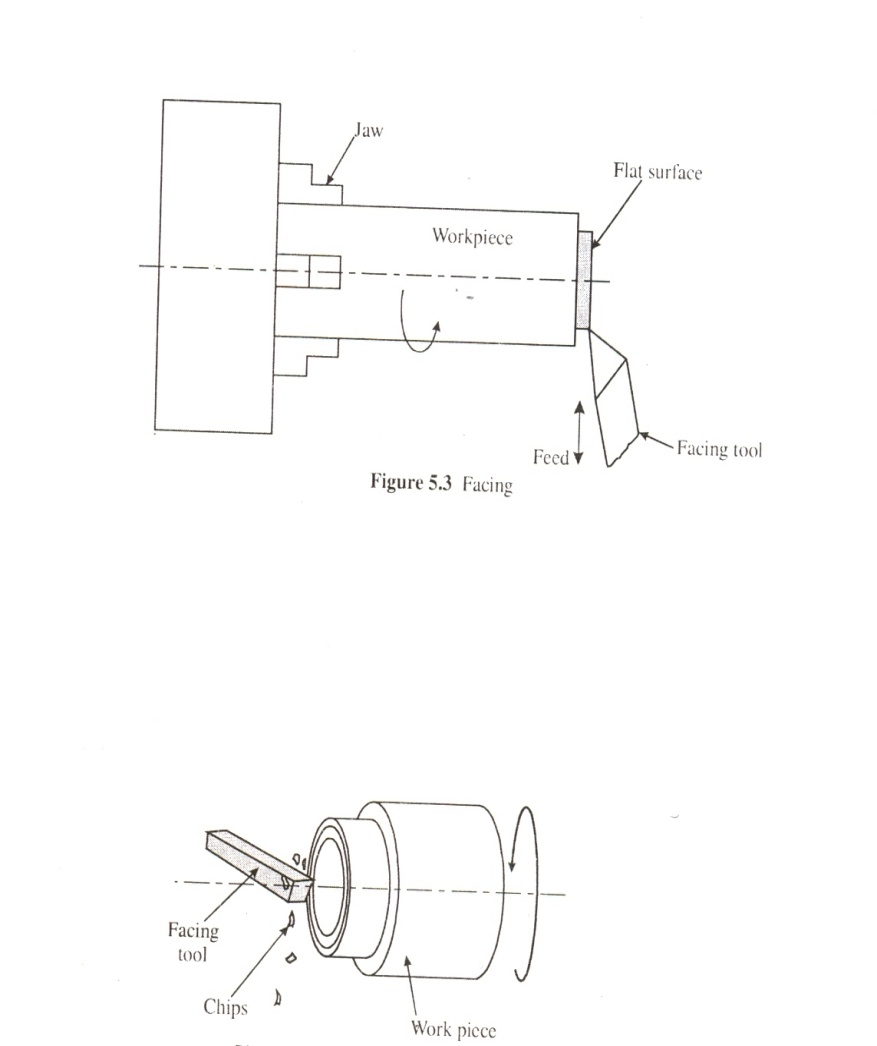 Jaw
Flat surface
Workpiece
Feed
Facing tool
Figure 5.3 Facing
Facing
tool
Chips
Work piece